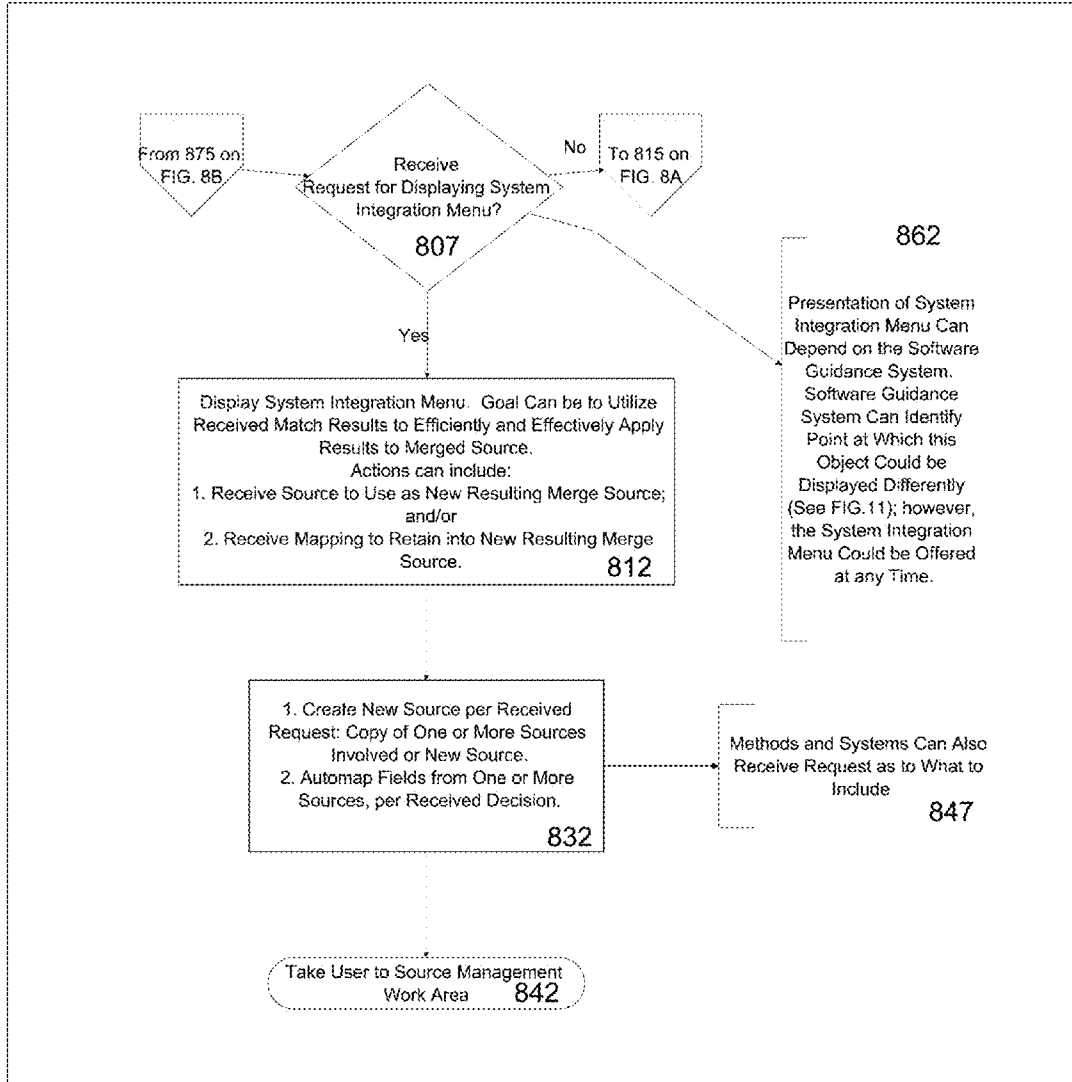 From 875 on
FIG. 8B
Receive
Request for Displaying System
Integration Menu?
807
No
To 815 on
FIG. 8A
862
Presentation of System
Integration Menu Can
Depend on the Software
Guidance System.
Software Guidance
System Can Identify
Point at Which this
Object Could be
Displayed Differently
(See FIG.11); however,
the System Integration
Menu Could be Offered
at any Time.
Yes
Display System Integration Menu.  Goal Can be to Utilize
Received Match Results to Efficiently and Effectively Apply
Results to Merged Source.
Actions can include:
1. Receive Source to Use as New Resulting Merge Source;
and/or
2. Receive Mapping to Retain into New Resulting Merge
Source.
812
1. Create New Source per Received
Request: Copy of One or More Sources
Involved or New Source.
2. Automap Fields from One or More
Sources, per Received Decision.
832
Methods and Systems Can Also
Receive Request as to What to
Include
847
Take User to Source Management
Work Area
842